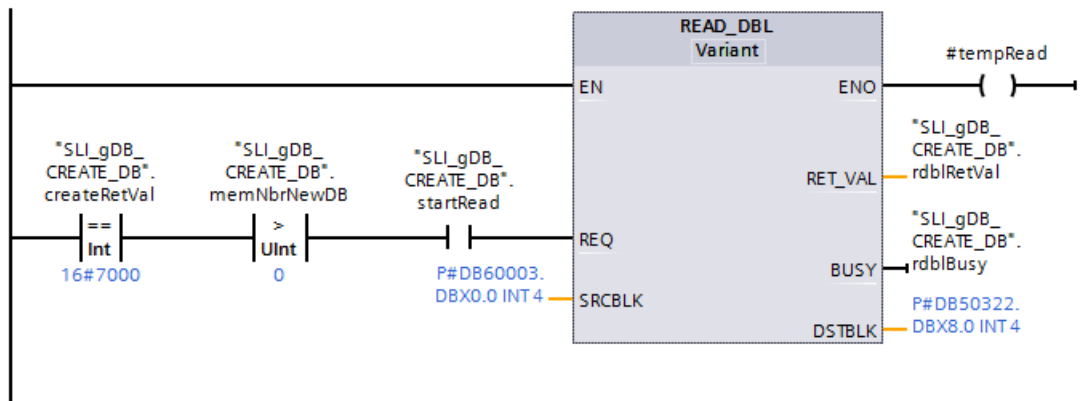 READ_DBL
Variant
#tempRead
EN
ENO
"SLI_gDB_
CREATE_DB".
rdblRetVal
RET_VAL
"SLI_gDB_
CREATE_DB".
createRetVal
==
Int
16#7000
"SLI_gDB_
CREATE_DB".
memNbrNewDB
>
UInt
0
"SLI_gDB_
CREATE_DB".
startRead
REQ
"SLI_gDB_
CREATE_DB".
rdblBusy
BUSY
P#DB60003.
DBX0.0 INT 4
SRCBLK
P#DB50322.
DBX8.0 INT 4
DSTBLK